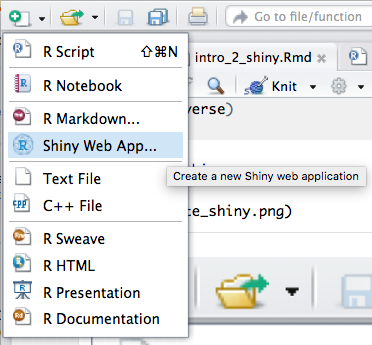 Go to file/function
R Script ⇧⌘N
intro_2_shiny.Rmd
R Notebook
Knit
R Markdown...
verse)
Shiny Web App...
Create a new Shiny web application
Text File
C++ File
te_shiny.png)
R Sweave
R HTML
R Presentation
R Documentation